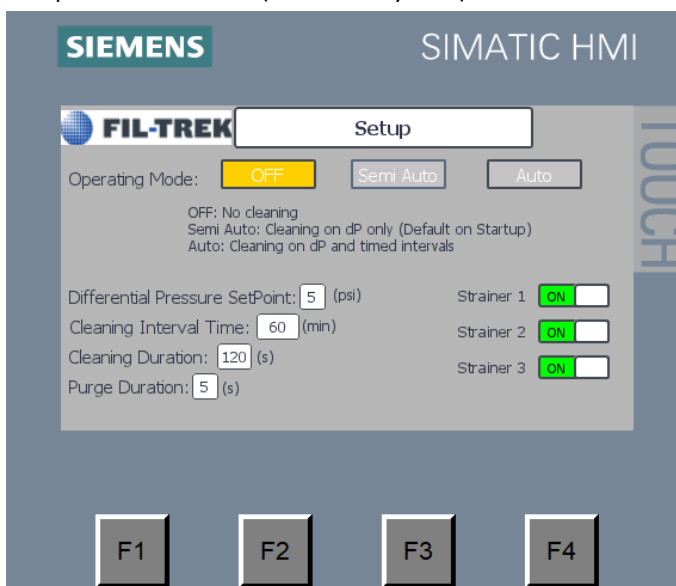 SIEMENS SIMATIC HMI
TOUCH
FIL-TREK Setup
Operating Mode: OFF Semi Auto Auto
OFF: No cleaning
Semi Auto: Cleaning on dP only (Default on Startup)
Auto: Cleaning on dP and timed intervals
Differential Pressure SetPoint: 5 (psi) Strainer 1 ON
Cleaning Interval Time: 60 (min) Strainer 2 ON
Cleaning Duration: 120 (s) Strainer 3 ON
Purge Duration: 5 (s)
F1 F2 F3 F4